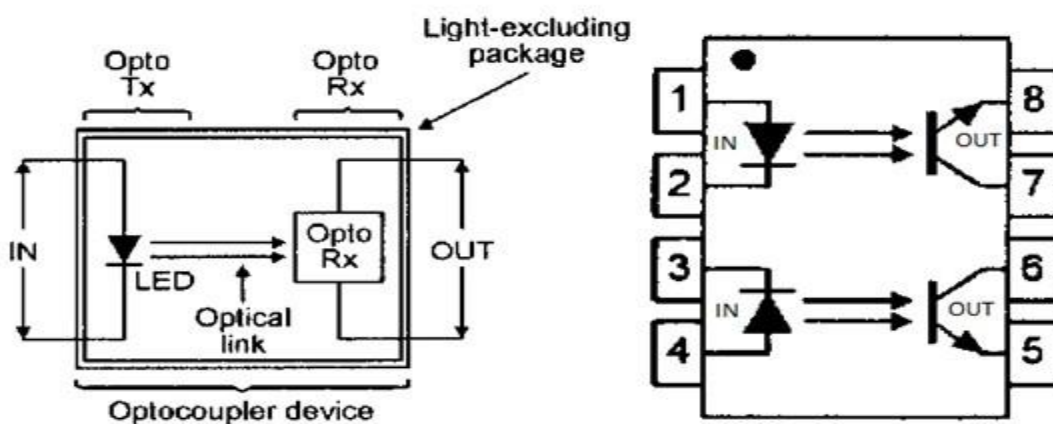 Light-excluding
package
Opto
Tx
Opto
Rx
IN
LED
Opto
Rx
OUT
Optical
link
Optocoupler device
1
8
IN
OUT
2
7
3
6
IN
OUT
4
5